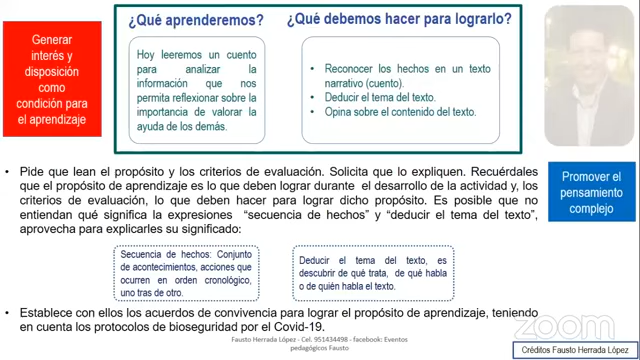 Generar
interés y
disposición
como
condición para
el aprendizaje
¿Qué aprenderemos?
Hoy leeremos un cuento
para analizar la
información que nos
permita reflexionar sobre la
importancia de valorar la
ayuda de los demás.
¿Qué debemos hacer para lograrlo?
• Reconocer los hechos en un texto
narrativo (cuento).
• Deducir el tema del texto.
• Opina sobre el contenido del texto.
• Pide que lean el propósito y los criterios de evaluación. Solicita que lo expliquen. Recuérdales
que el propósito de aprendizaje es lo que deben lograr durante el desarrollo de la actividad y, los
criterios de evaluación, lo que deben hacer para lograr dicho propósito. Es posible que no
entiendan qué significa la expresiones “secuencia de hechos” y “deducir el tema del texto”,
aprovecha para explicarles su significado:
Promover el
pensamiento
complejo
Secuencia de hechos: Conjunto
de acontecimientos, acciones que
ocurren en orden cronológico,
uno tras de otro.
Deducir el tema del texto, es
descubrir de qué trata, de qué habla
o de quién habla el texto.
• Establece con ellos los acuerdos de convivencia para lograr el propósito de aprendizaje, teniendo
en cuenta los protocolos de bioseguridad por el Covid-19.
Fausto Herrada López - Cel. 951434498 - facebook: Eventos
pedagógicos Fausto
zoom
Créditos Fausto Herrada López